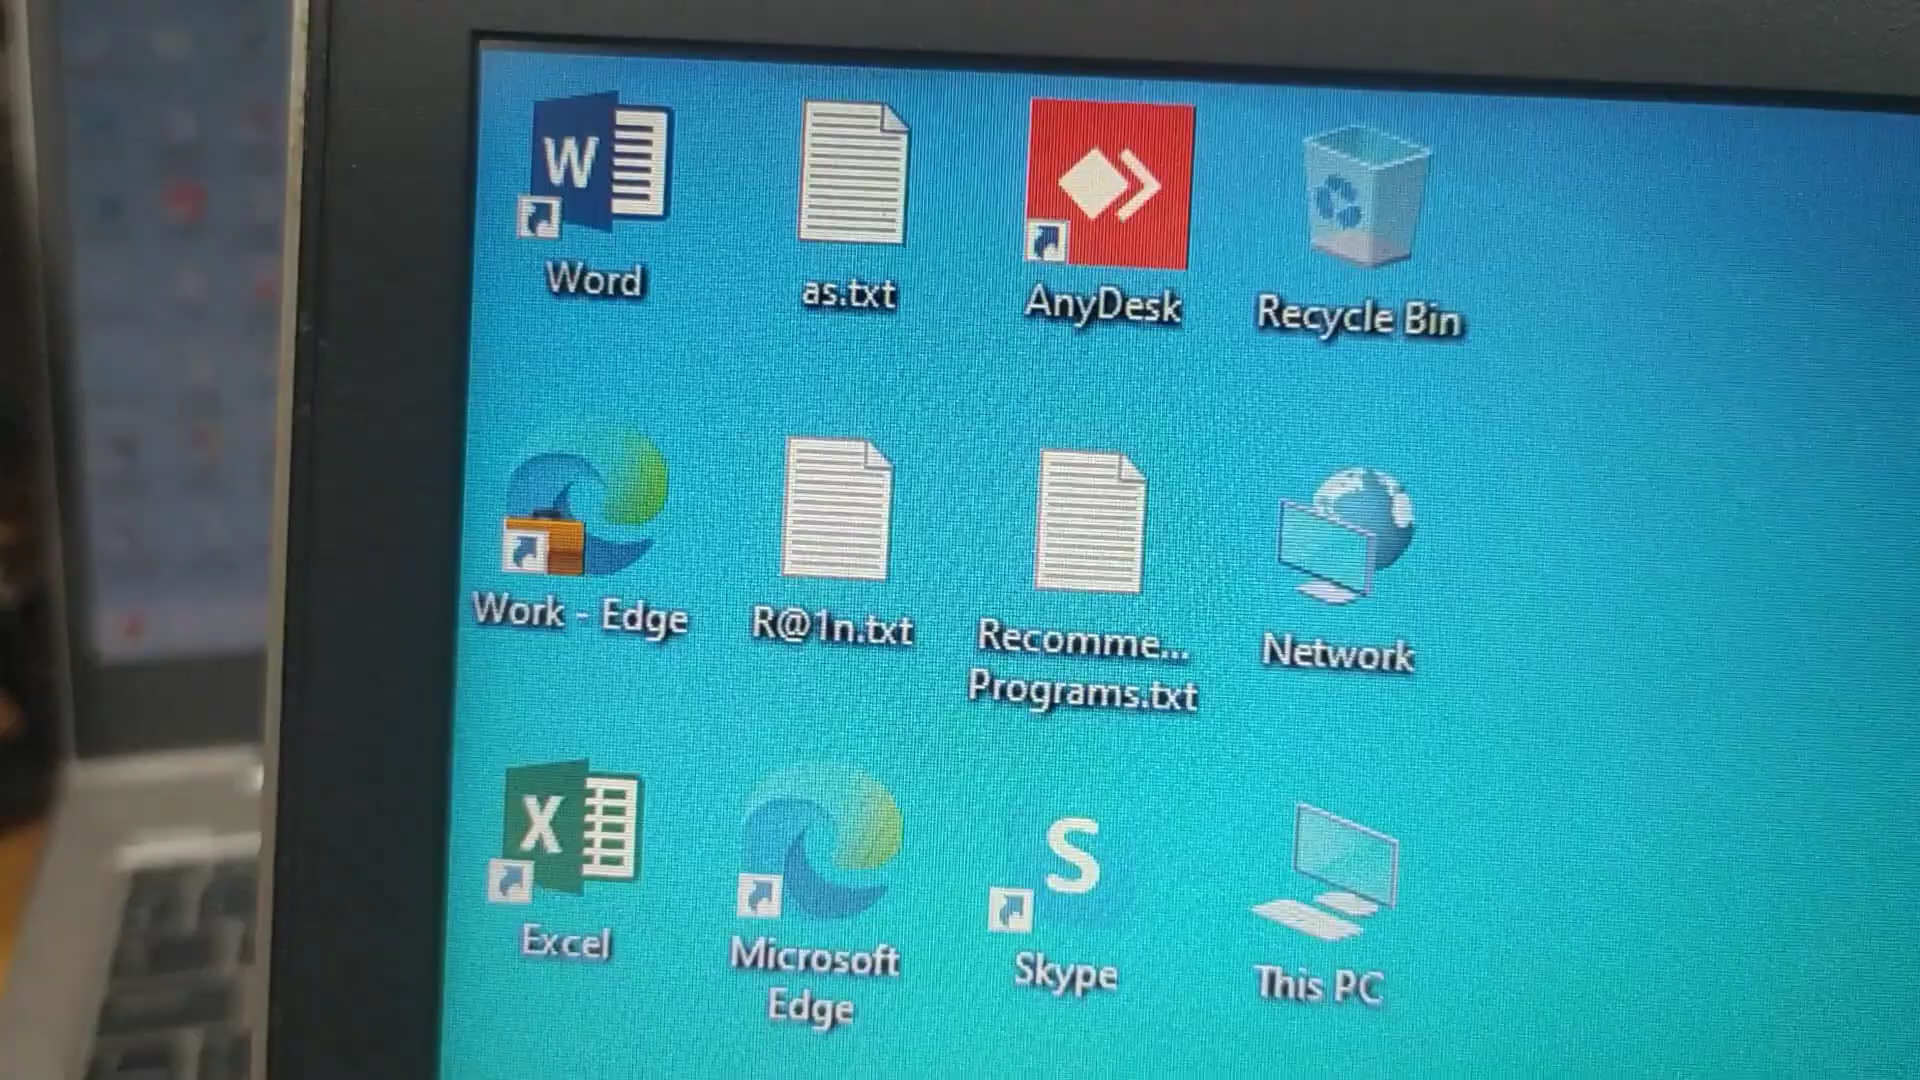 Word
as.txt
AnyDesk
Recycle Bin
Work - Edge
R@1n.txt
Recomme...
Programs.txt
Network
Excel
Microsoft
Edge
Skype
This PC